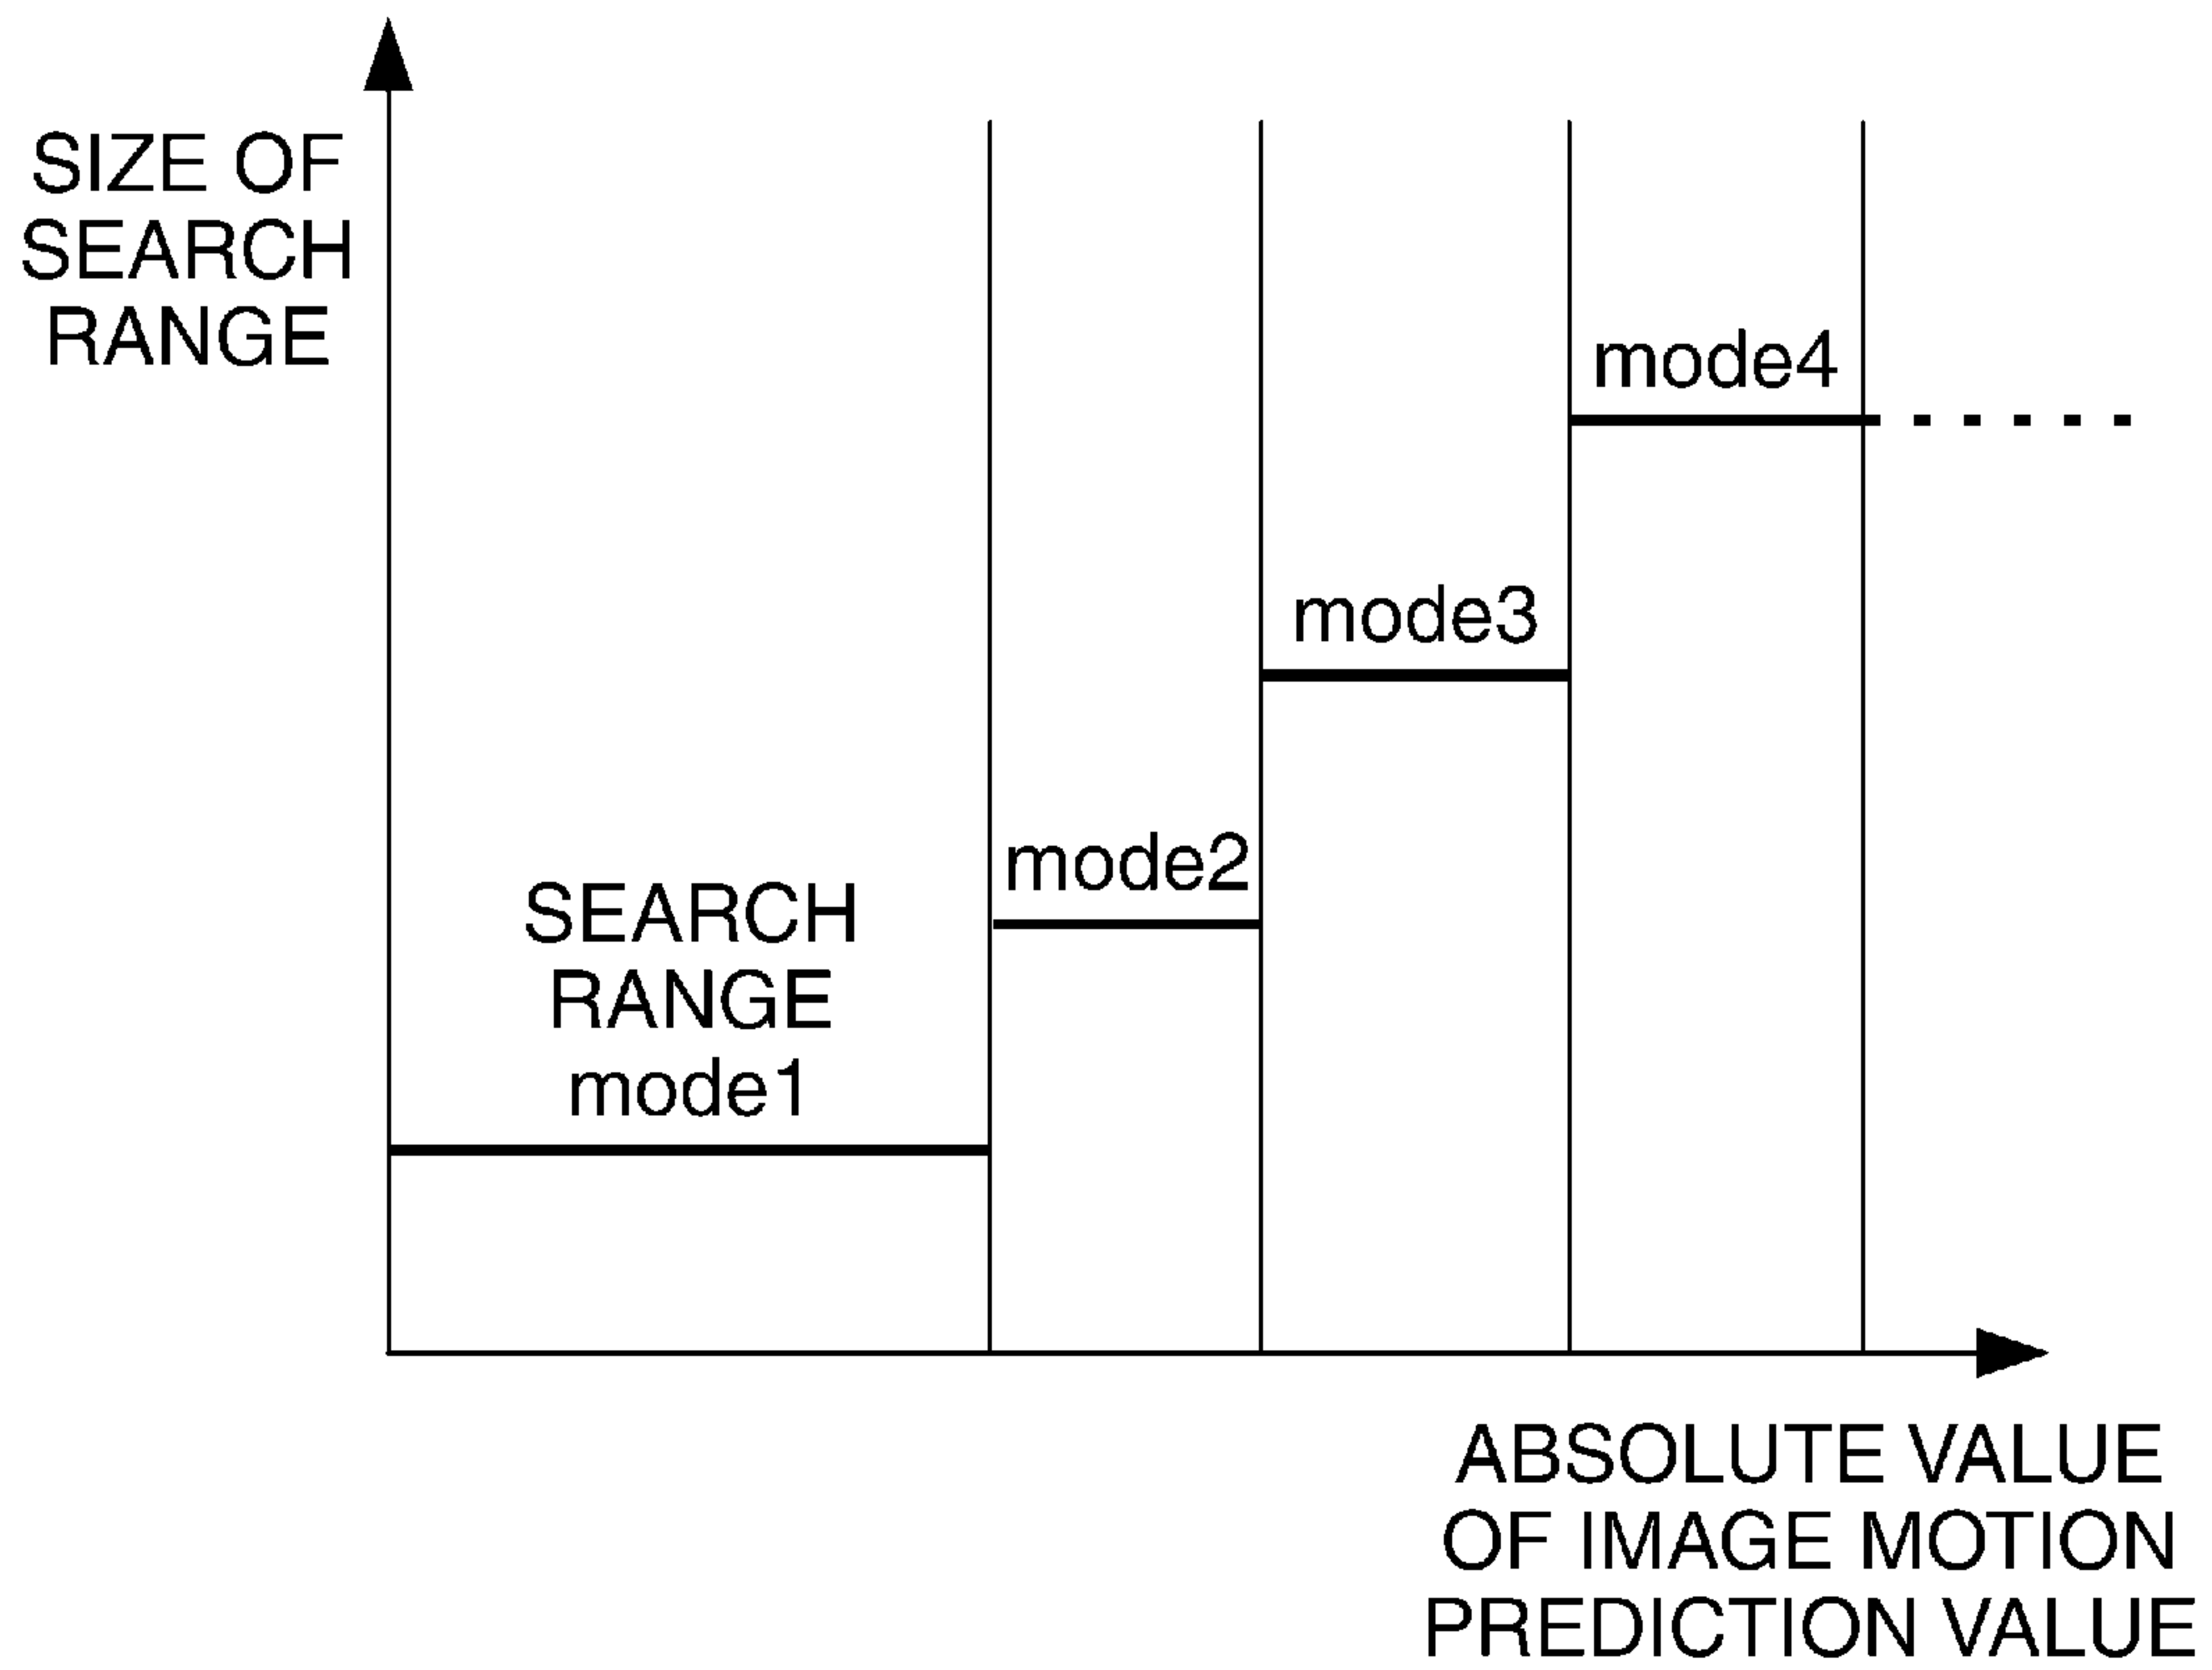 SIZE OF
SEARCH
RANGE
mode4
mode3
mode2
SEARCH
RANGE
mode1
ABSOLUTE VALUE
OF IMAGE MOTION
PREDICTION VALUE